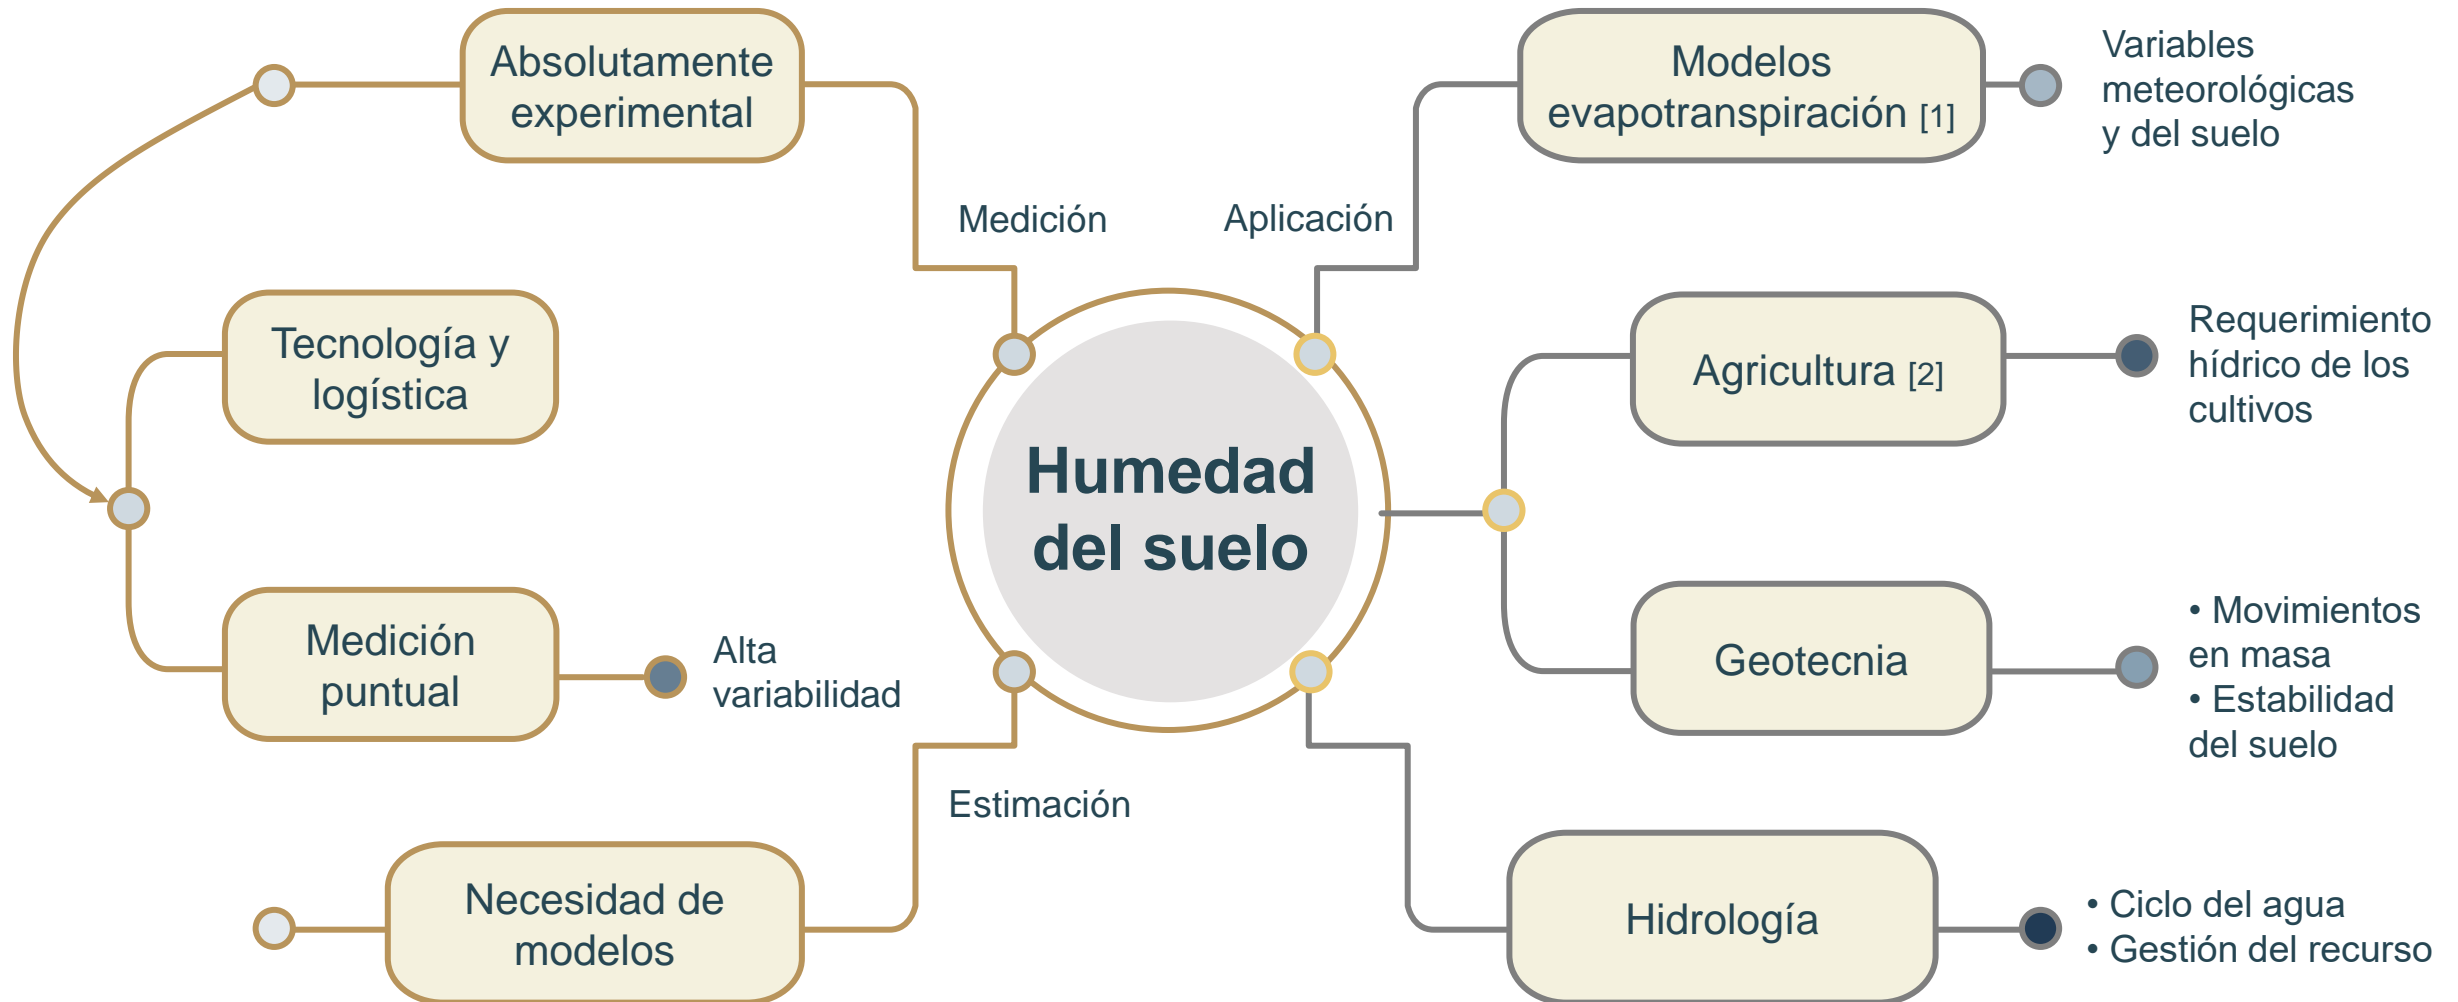 Absolutamente
experimental
Modelos
evapotranspiración [1]
Variables
meteorológicas
y del suelo
Medición
Aplicación
Tecnología y
logística
Agricultura [2]
Requerimiento
hídrico de los
cultivos
Humedad
del suelo
Medición
puntual
Alta
variabilidad
Geotecnia
• Movimientos
en masa
• Estabilidad
del suelo
Estimación
Necesidad de
modelos
Hidrología
• Ciclo del agua
• Gestión del recurso